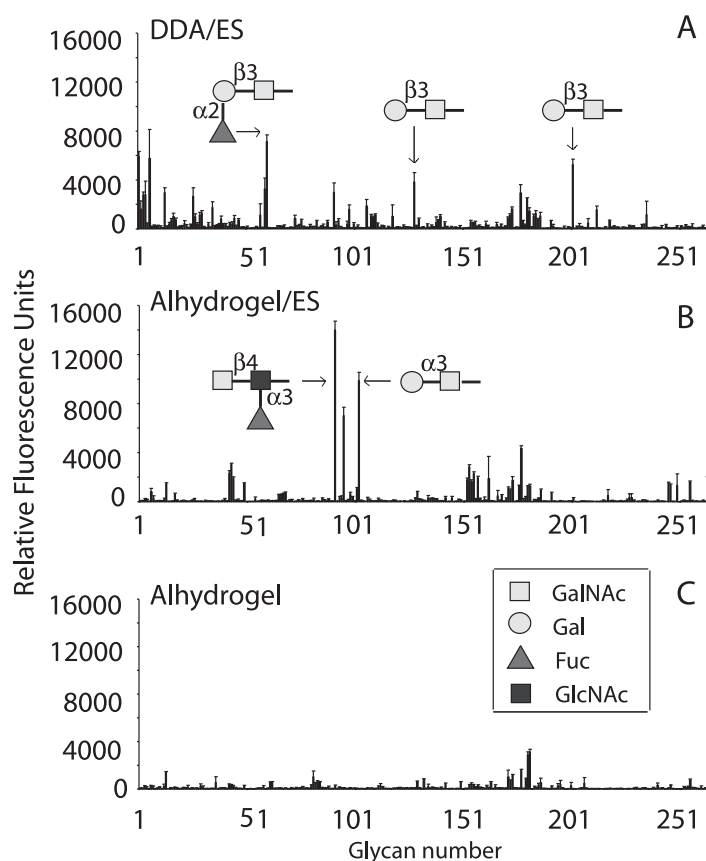 DDA/ES
A
16000
12000
8000
4000
0
β3
α2
β3
β3
1 51 101 151 201 251
Alhydrogel/ES
B
16000
12000
8000
4000
0
β4
α3
α3
1 51 101 151 201 251
Alhydrogel
C
16000
12000
8000
4000
0
GalNAc
Gal
Fuc
GlcNAc
1 51 101 151 201 251
Relative Fluorescence Units
Glycan number